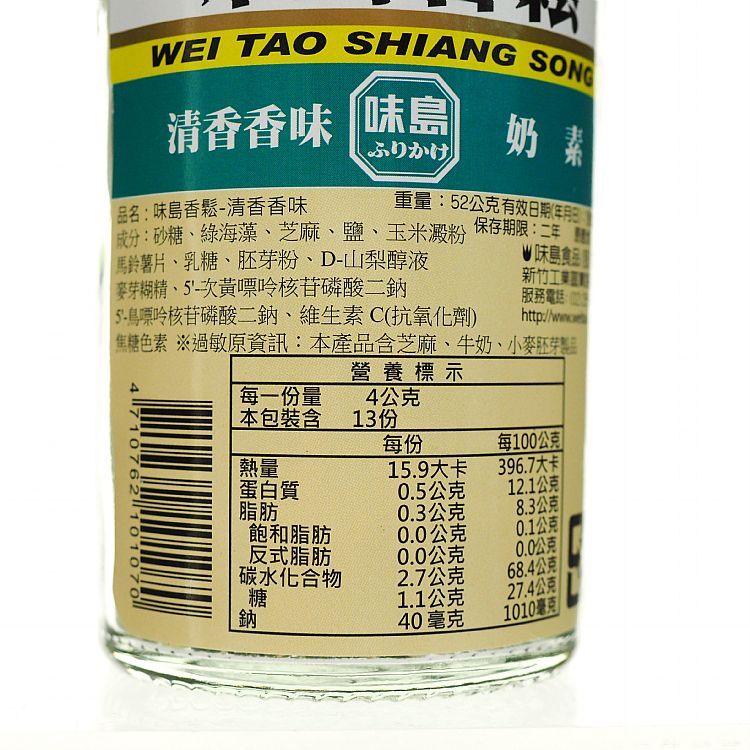 WEI TAO SHIANG SONG
清香香味
味島
ふりかけ
奶素
品名：味島香鬆-清香香味
重量：52公克
有效日期(年月日)
成分：砂糖、綠海藻、芝麻、鹽、玉米澱粉
保存期限：二年
馬鈴薯片、乳糖、胚芽粉、D-山梨醇液
味島食品
麥芽糊精、5'-次黃嘌呤核苷磷酸二鈉
新竹工業區
5'-鳥嘌呤核苷磷酸二鈉、維生素 C(抗氧化劑)
服務電話
焦糖色素 ※過敏原資訊：本產品含芝麻、牛奶、小麥胚芽製品
http://www.wei
營養標示
每一份量 4公克
本包裝含 13份
每份 每100公克
熱量 15.9大卡 396.7大卡
蛋白質 0.5公克 12.1公克
脂肪 0.3公克 8.3公克
飽和脂肪 0.0公克 0.1公克
反式脂肪 0.0公克 0.0公克
碳水化合物 2.7公克 68.4公克
糖 1.1公克 27.4公克
鈉 40毫克 1010毫克
4710762101070